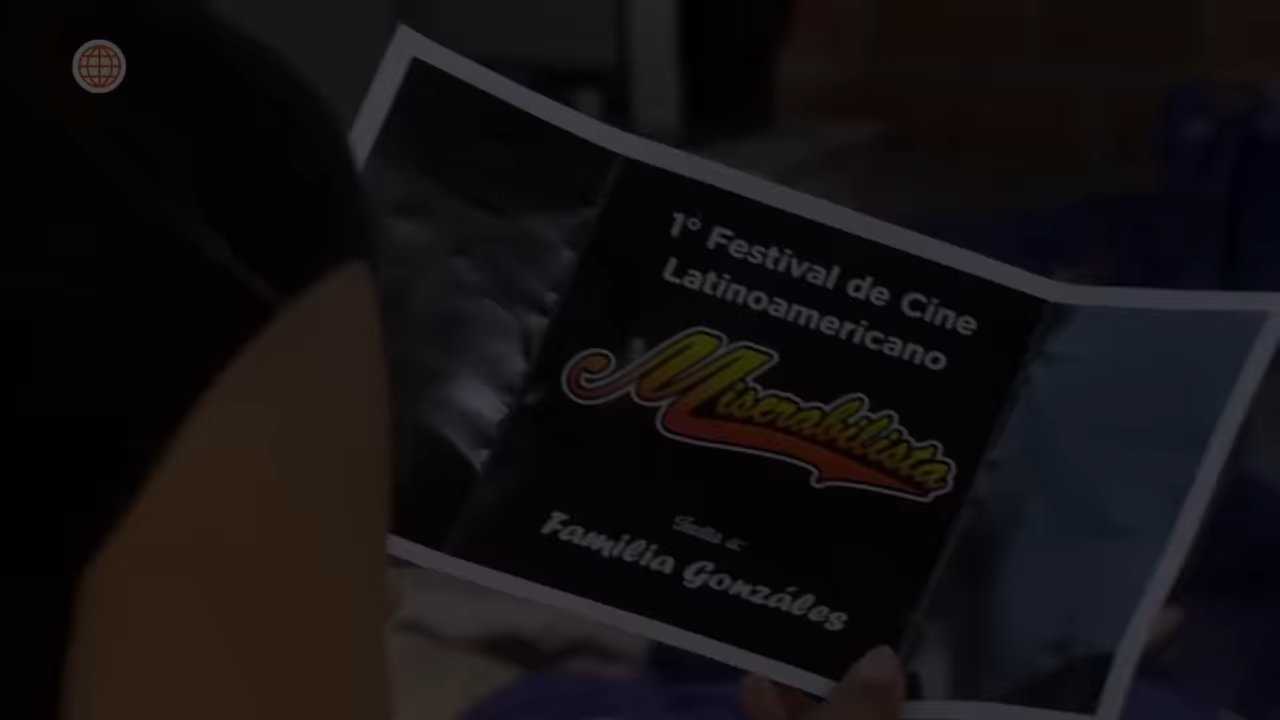 1° Festival de Cine
Latinoamericano
Miserabilista
Familia Gonzáles